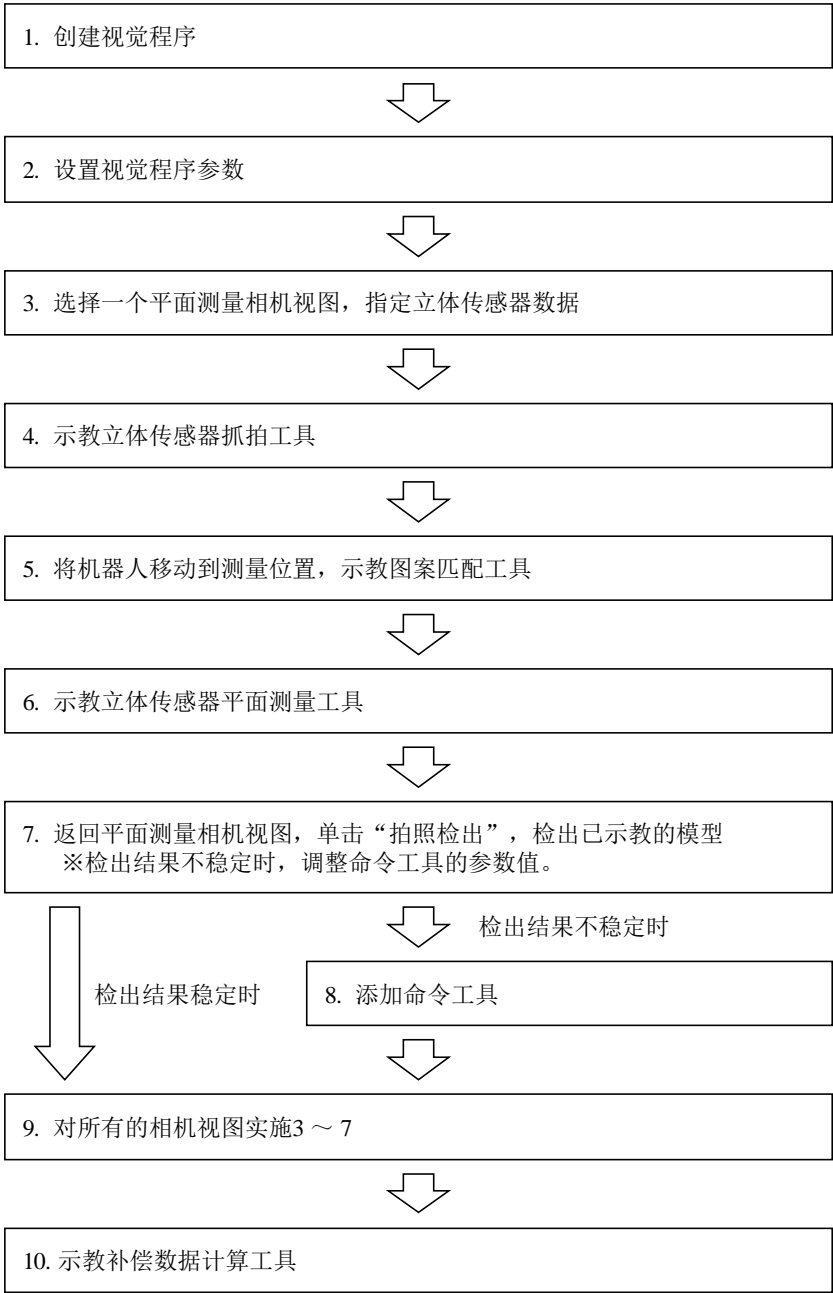 1. 创建视觉程序
2. 设置视觉程序参数
3. 选择一个平面测量相机视图，指定立体传感器数据
4. 示教立体传感器抓拍工具
5. 将机器人移动到测量位置，示教图案匹配工具
6. 示教立体传感器平面测量工具
7. 返回平面测量相机视图，单击“拍照检出”，检出已示教的模型
※检出结果不稳定时，调整命令工具的参数值。
检出结果不稳定时
检出结果稳定时
8. 添加命令工具
9. 对所有的相机视图实施3 ～ 7
10. 示教补偿数据计算工具